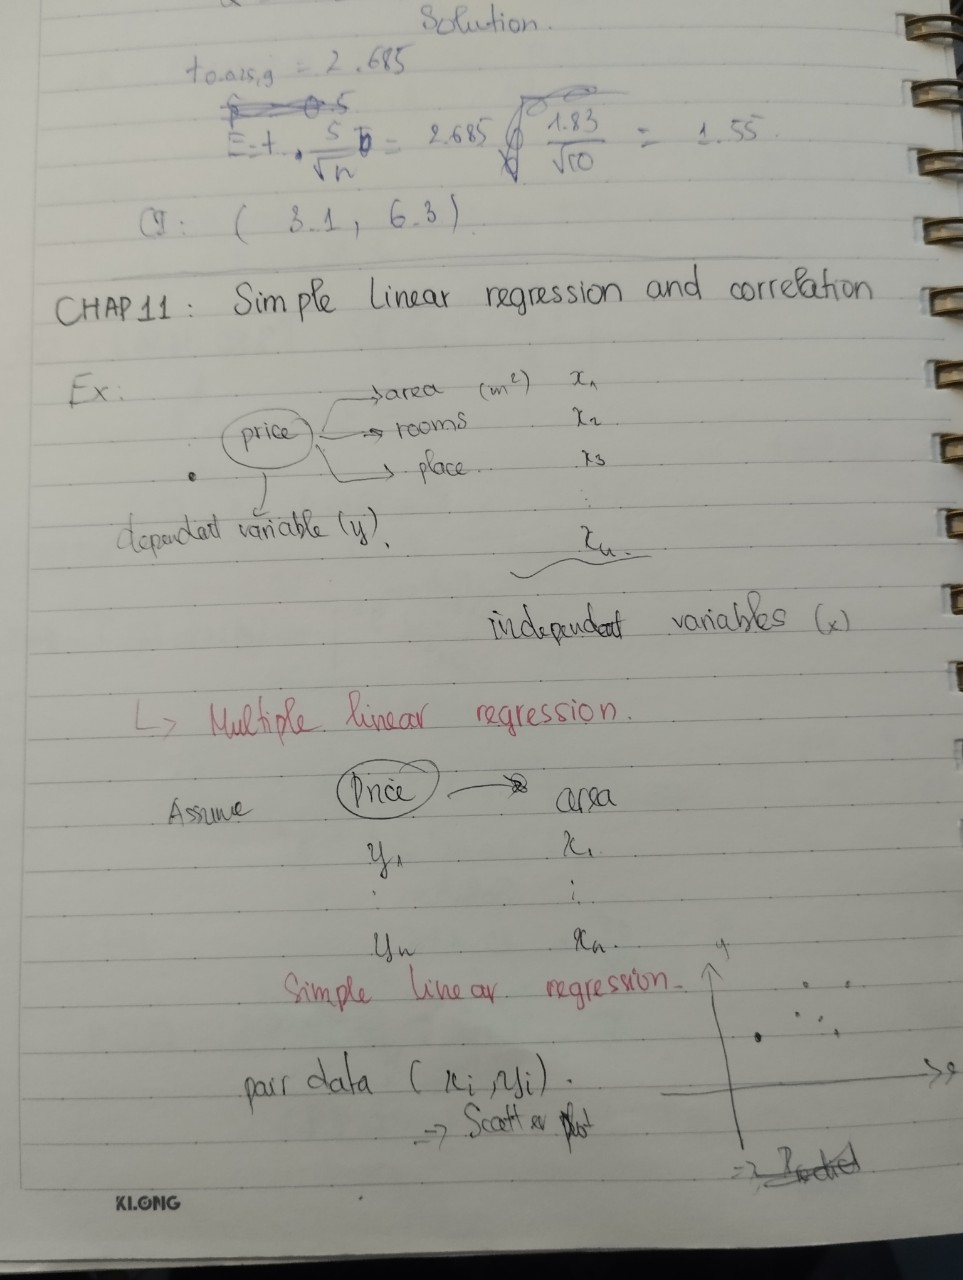 Solution.
t0.025,9 = 2.685
E = t . S/√n = 2.685 1.83/√10 = 1.55
CI: ( 3.1, 6.3)
CHAP 11: Simple linear regression and correlation
Ex:
→ area (m²) x1
price → rooms x2
→ place x3
dependent variable (y).
xn.
independent variables (x)
↳ Multiple linear regression.
Assume Price → area
y1 x1
⋮ ⋮
yn xn.
y
Simple linear regression.
pair data (xi, yi).
⇒ Scatter plot
KLONG